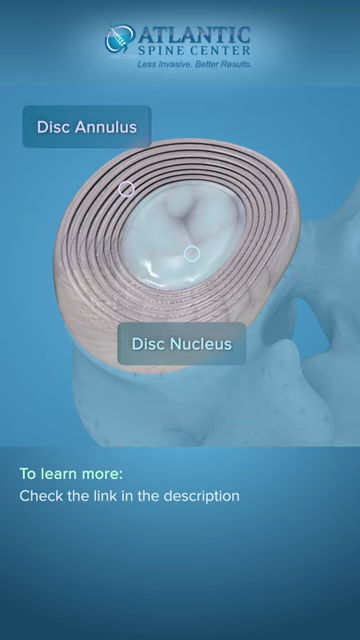 ATLANTIC
SPINE CENTER
Less Invasive. Better Results.
Disc Annulus
Disc Nucleus
To learn more:
Check the link in the description